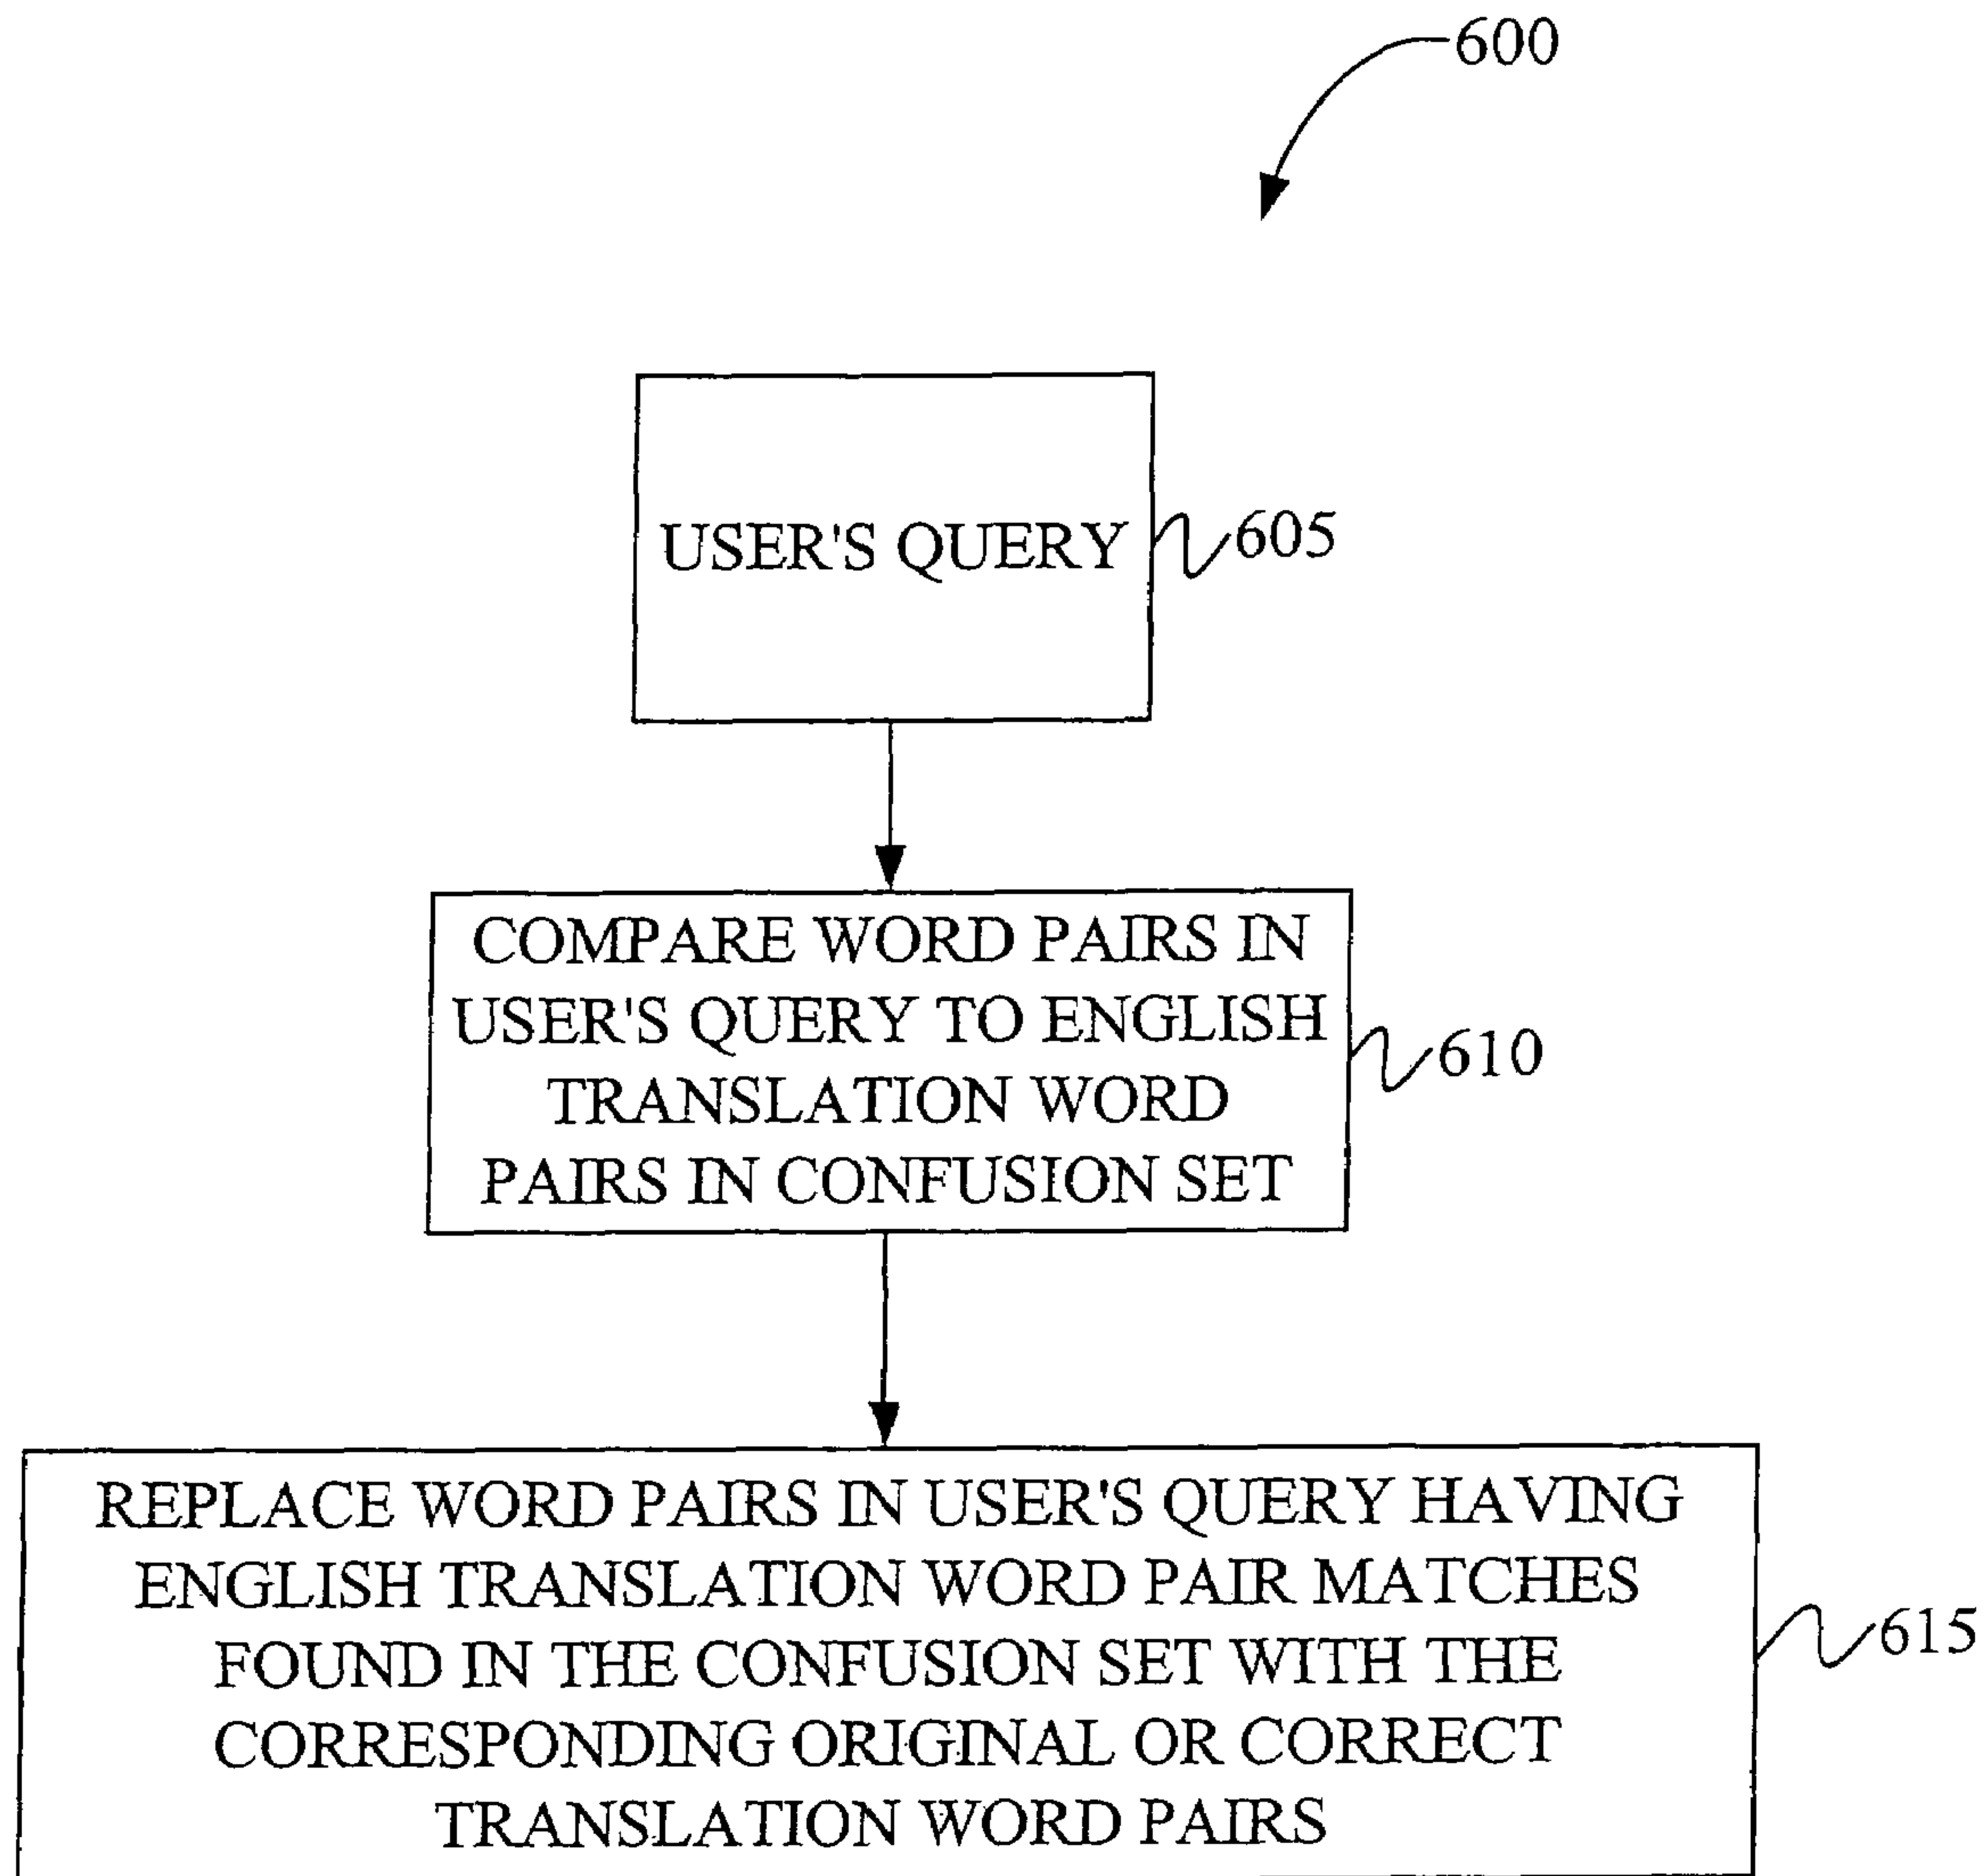 600
USER'S QUERY
605
COMPARE WORD PAIRS IN
USER'S QUERY TO ENGLISH
TRANSLATION WORD
PAIRS IN CONFUSION SET
610
REPLACE WORD PAIRS IN USER'S QUERY HAVING
ENGLISH TRANSLATION WORD PAIR MATCHES
FOUND IN THE CONFUSION SET WITH THE
CORRESPONDING ORIGINAL OR CORRECT
TRANSLATION WORD PAIRS
615